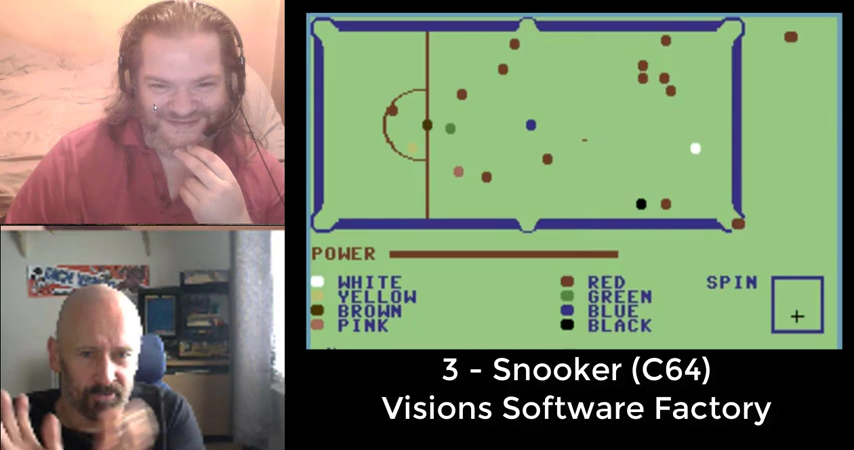 POWER
WHITE
YELLOW
BROWN
PINK
RED
GREEN
BLUE
BLACK
SPIN
3 - Snooker (C64)
Visions Software Factory